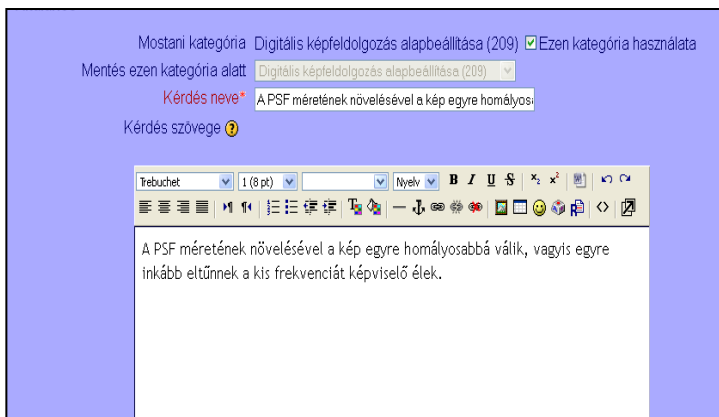 Mostani kategória Digitális képfeldolgozás alapbeállítása (209) Ezen kategória használata
Mentés ezen kategória alatt Digitális képfeldolgozás alapbeállítása (209)
Kérdés neve* A PSF méretének növelésével a kép egyre homályos
Kérdés szövege ?
Trebuchet 1 (8 pt) Nyelv B I U S x₂ x²
A PSF méretének növelésével a kép egyre homályosabbá válik, vagyis egyre
inkább eltűnnek a kis frekvenciát képviselő élek.